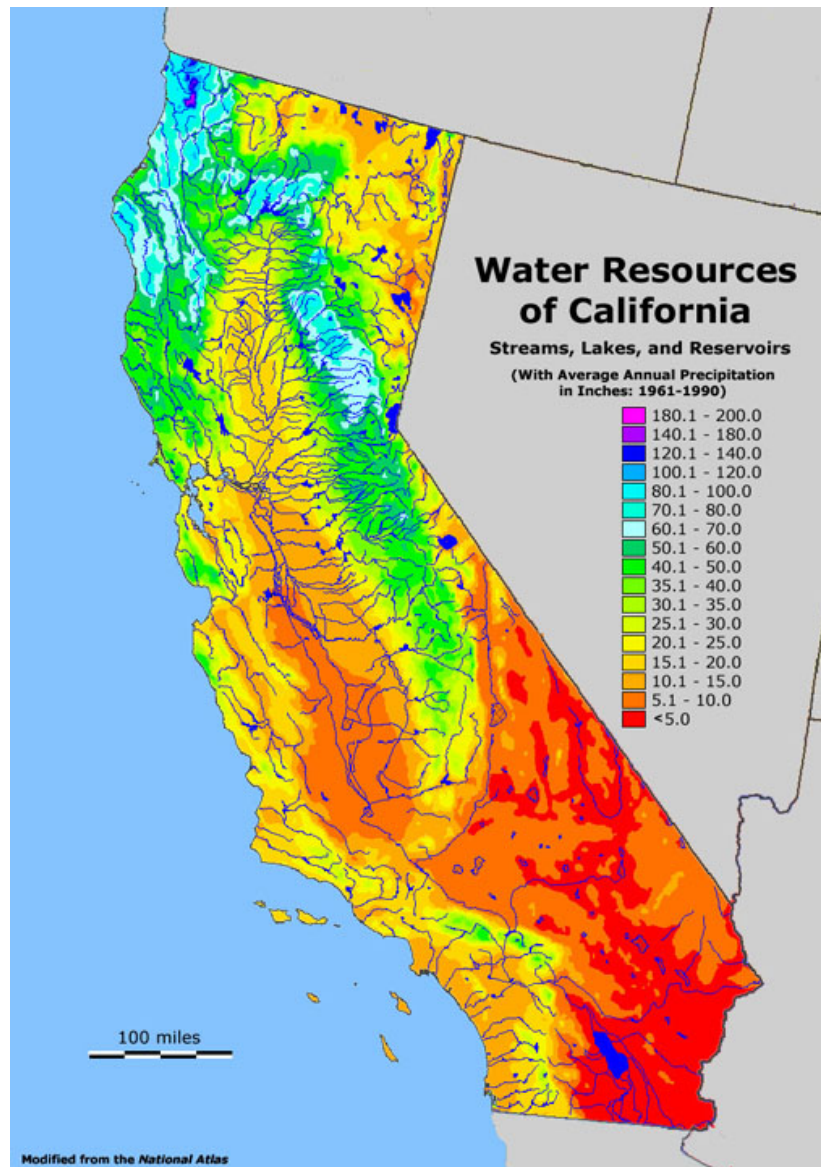 Water Resources
of California
Streams, Lakes, and Reservoirs
(With Average Annual Precipitation
in Inches: 1961-1990)
180.1 - 200.0
140.1 - 180.0
120.1 - 140.0
100.1 - 120.0
80.1 - 100.0
70.1 - 80.0
60.1 - 70.0
50.1 - 60.0
40.1 - 50.0
35.1 - 40.0
30.1 - 35.0
25.1 - 30.0
20.1 - 25.0
15.1 - 20.0
10.1 - 15.0
5.1 - 10.0
<5.0
100 miles
Modified from the National Atlas